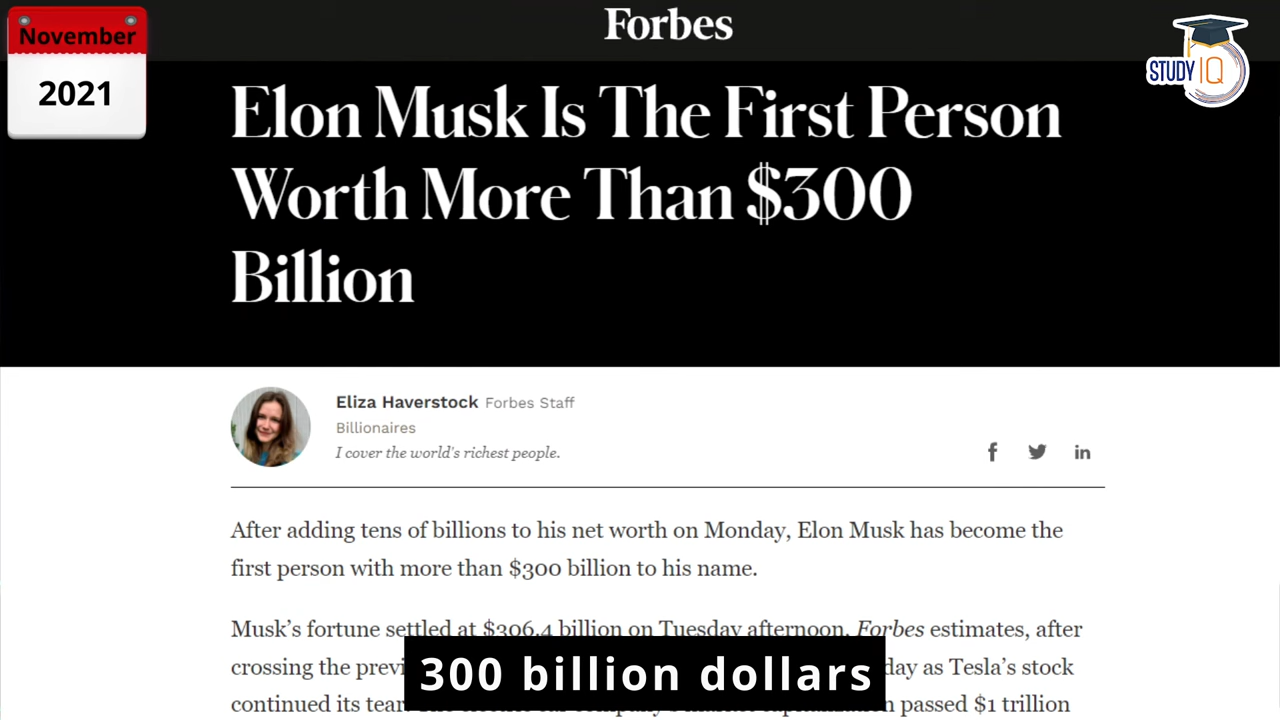 November
2021
Forbes
STUDY IQ
Elon Musk Is The First Person
Worth More Than $300
Billion
Eliza Haverstock Forbes Staff
Billionaires
I cover the world's richest people.
f
in
After adding tens of billions to his net worth on Monday, Elon Musk has become the
first person with more than $300 billion to his name.
Musk's fortune settled at $306.4 billion on Tuesday afternoon, Forbes estimates, after
crossing the previ day as Tesla's stock
300 billion dollars
continued its tear. passed $1 trillion